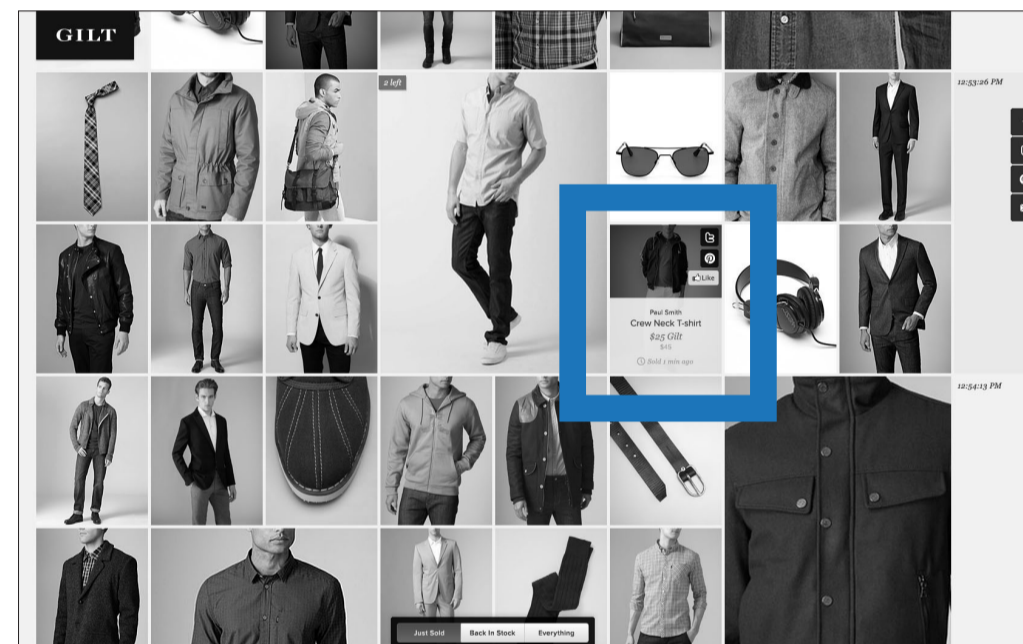 GILT
2 left
12:53:26 PM
Like
Paul Smith
Crew Neck T-shirt
$25 Gilt
$45
Sold 1 min ago
12:54:13 PM
Just Sold
Back In Stock
Everything